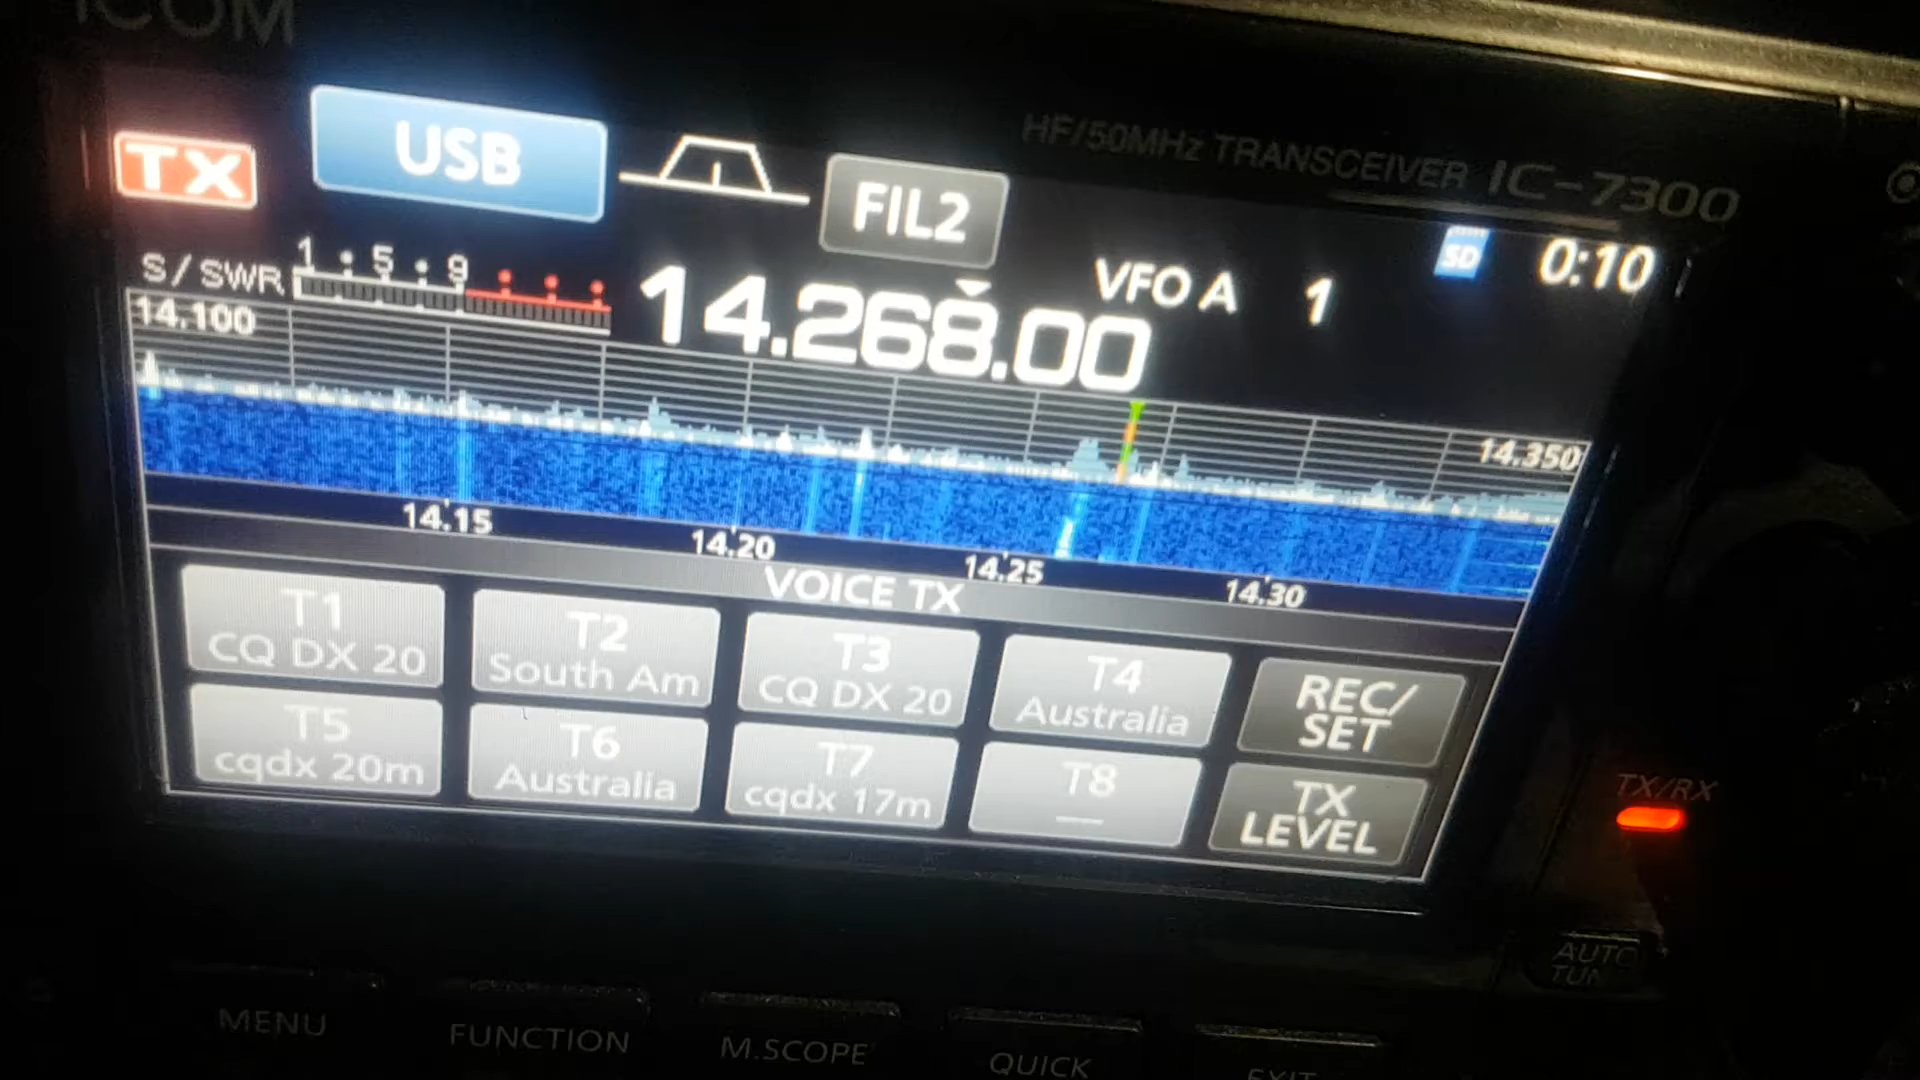 ICOM
HF/50MHz TRANSCEIVER IC-7300
TX USB FIL2
SD 0:10
VFO A 1
S/SWR 1 5 9
14.268.00
14.100 14.350
14.15 14.20 14.25 14.30
VOICE TX
T1 T2 T3 T4 REC/
CQ DX 20 South Am CQ DX 20 Australia SET
T5 T6 T7 T8 TX
cqdx 20m Australia cqdx 17m — LEVEL
TX/RX
AUTO
MENU FUNCTION M.SCOPE QUICK EXIT